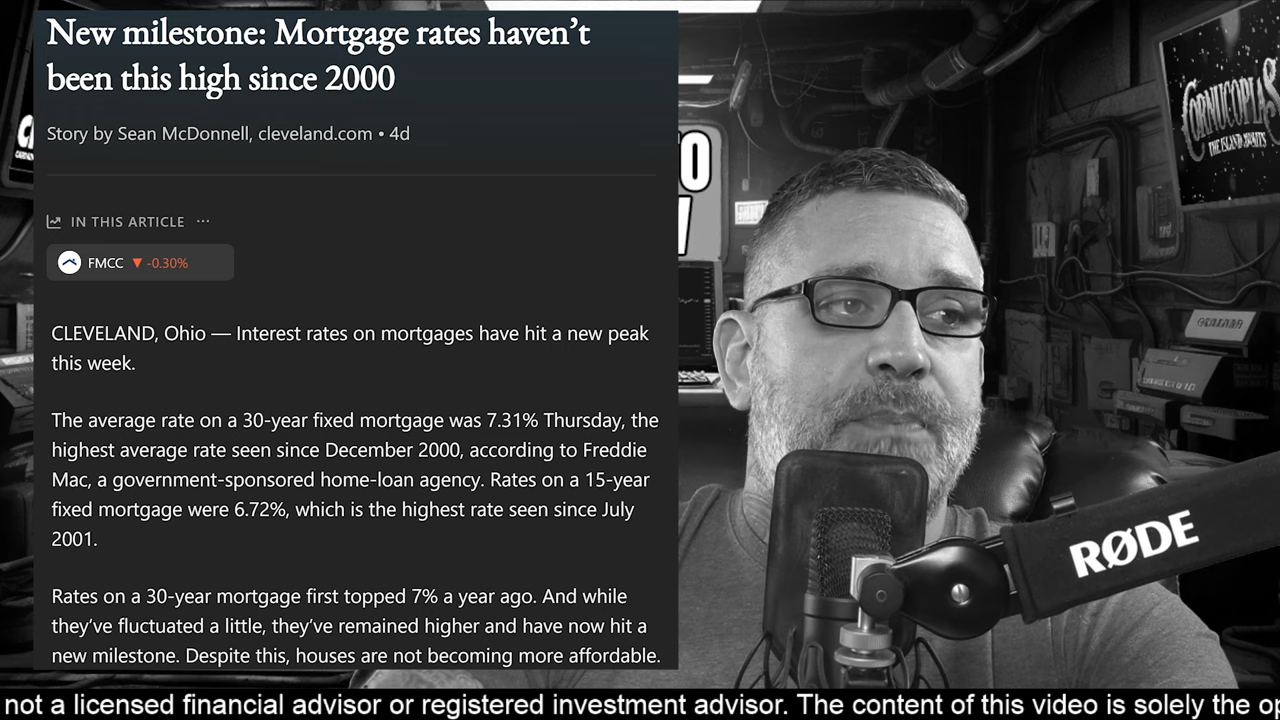 New milestone: Mortgage rates haven’t
been this high since 2000
Story by Sean McDonnell, cleveland.com • 4d
IN THIS ARTICLE ···
FMCC ▼ -0.30%
CLEVELAND, Ohio — Interest rates on mortgages have hit a new peak
this week.
The average rate on a 30-year fixed mortgage was 7.31% Thursday, the
highest average rate seen since December 2000, according to Freddie
Mac, a government-sponsored home-loan agency. Rates on a 15-year
fixed mortgage were 6.72%, which is the highest rate seen since July
2001.
Rates on a 30-year mortgage first topped 7% a year ago. And while
they’ve fluctuated a little, they’ve remained higher and have now hit a
new milestone. Despite this, houses are not becoming more affordable.
CORNUCOPIAS
THE ISLAND AWAITS
RØDE
not a licensed financial advisor or registered investment advisor. The content of this video is solely the op